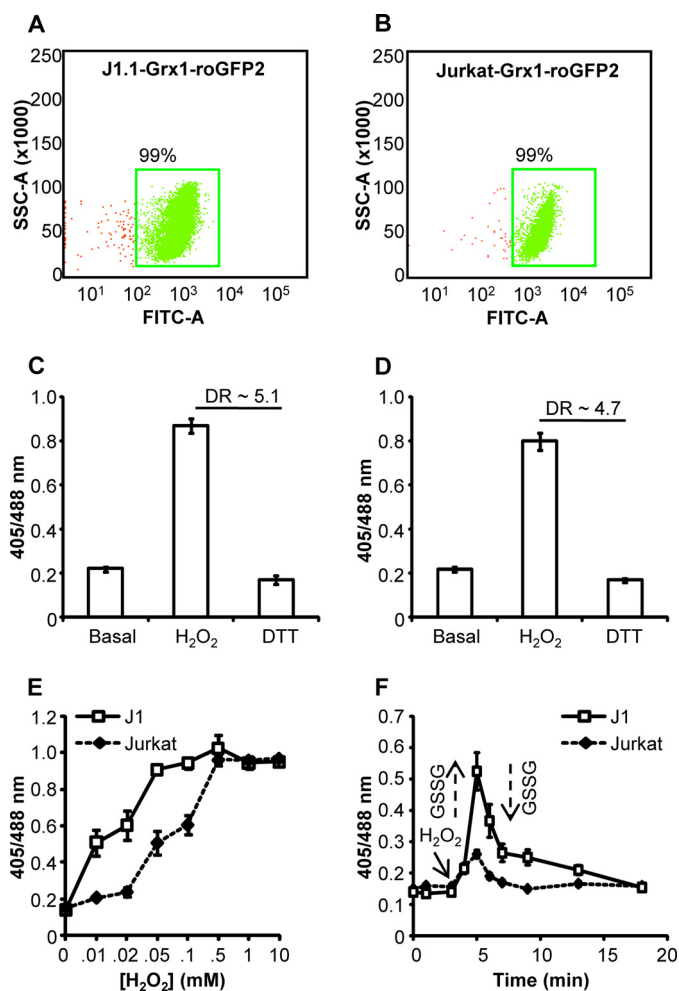 A
J1.1-Grx1-roGFP2
99%
250
200
150
100
50
0
SSC-A (x1000)
10¹ 10² 10³ 10⁴ 10⁵
FITC-A
B
Jurkat-Grx1-roGFP2
99%
250
200
150
100
50
0
SSC-A (x1000)
10¹ 10² 10³ 10⁴ 10⁵
FITC-A
C
DR ~ 5.1
1.0
0.8
0.6
0.4
0.2
0
405/488 nm
Basal H₂O₂ DTT
D
DR ~ 4.7
1.0
0.8
0.6
0.4
0.2
0
405/488 nm
Basal H₂O₂ DTT
E
J1
Jurkat
1.2
1.0
0.8
0.6
0.4
0.2
0
405/488 nm
0 .01 .02 .05 .1 .5 1 10
[H₂O₂] (mM)
F
J1
Jurkat
0.7
0.6
0.5
0.4
0.3
0.2
0.1
0
405/488 nm
GSSG
GSSG
H₂O₂
0 5 10 15 20
Time (min)